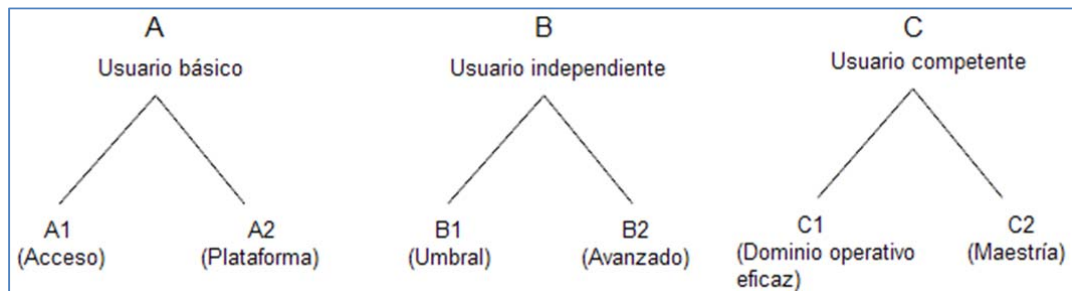 A
Usuario básico
A1
(Acceso)
A2
(Plataforma)
B
Usuario independiente
B1
(Umbral)
B2
(Avanzado)
C
Usuario competente
C1
(Dominio operativo
eficaz)
C2
(Maestría)